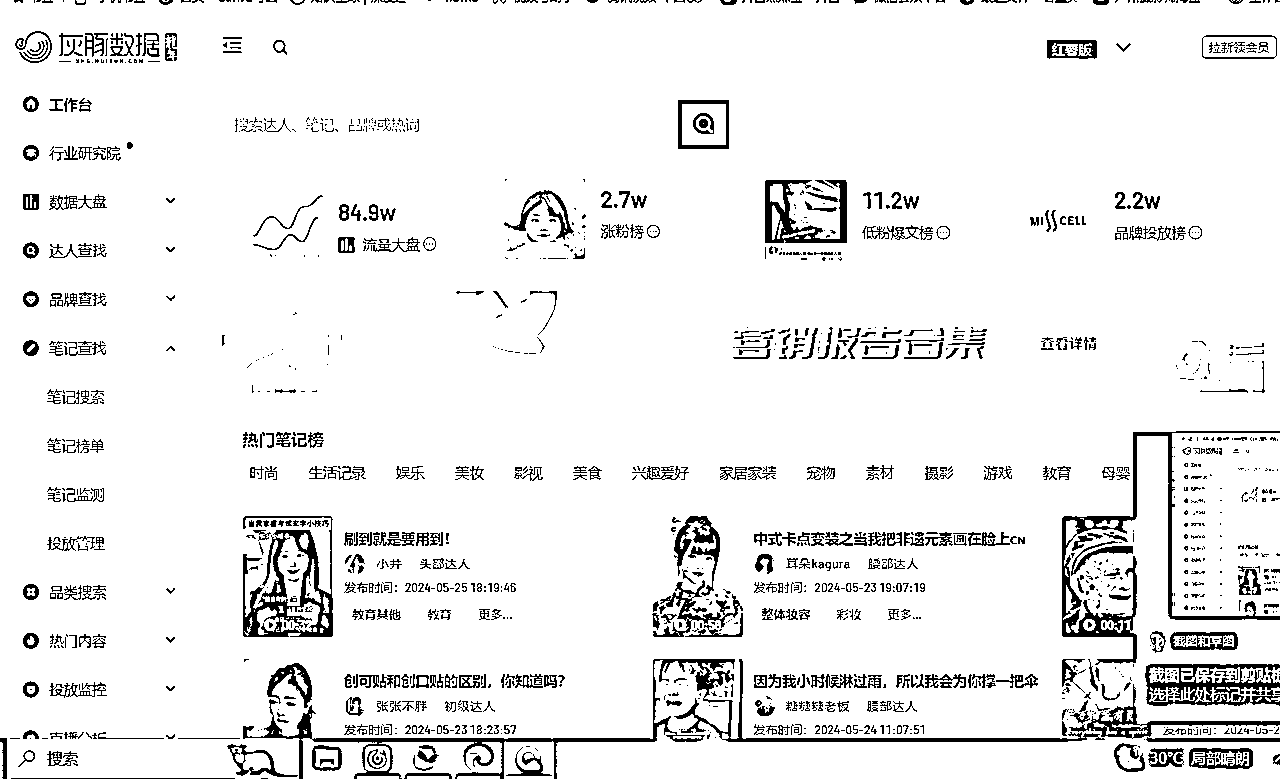 灰豚数据
红薯版
拉新领会员
工作台
行业研究院
数据大盘
达人查找
品牌查找
笔记查找
笔记搜索
笔记榜单
笔记监测
投放管理
品类搜索
热门内容
投放监控
直播分析
搜索达人、笔记、品牌或热词
84.9w
流量大盘
2.7w
涨粉榜
11.2w
低粉爆文榜
MISSCELL
2.2w
品牌投放榜
营销报告合集
查看详情
热门笔记榜
时尚 生活记录 娱乐 美妆 影视 美食 兴趣爱好 家居家装 宠物 素材 摄影 游戏 教育 母婴
刷到就是要用到！
小卉 头部达人
发布时间：2024-05-25 18:19:46
教育其他 教育 更多...
中式卡点变装之当我把非遗元素画在脸上CN
耳朵kagura 腰部达人
发布时间：2024-05-23 19:07:19
整体妆容 彩妆 更多...
00:11
创可贴和创口贴的区别，你知道吗？
张张不胖 初级达人
发布时间：2024-05-23 18:23:57
因为我小时候淋过雨，所以我会为你撑一把伞
腰部达人
发布时间：2024-05-24 11:07:51
截图和草图
截图已保存到剪贴板
选择此处标记并共享
发布时间：2024-05-2
搜索
30°C 局部晴朗